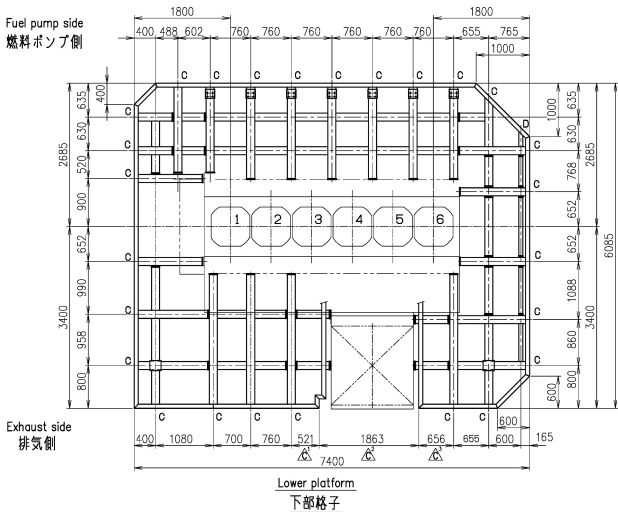 Fuel pump side
燃料ポンプ側
1800 1800
400 488 602 760 760 760 760 760 760 655 765
1000
C C C C C C C C C
400 1000
635 635
C D
630 630
C C
520 768
2685 2685
C C
900 652
1 2 3 4 5 6
6085
652 652
C C
990 1088
3400 3400
C C
958 860
C C
800 800
600
C C C C C C
600
Exhaust side
排気側
400 1080 700 760 521 1863 656 655 600 165
C1 C2 C3
7400
Lower platform
下部格子